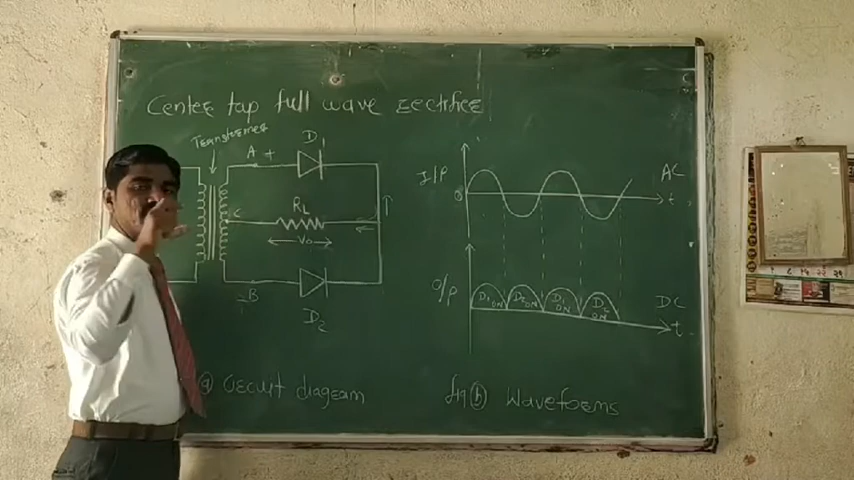 Center tap full wave rectifier
Transformer
A +
D1
C
RL
Vo
- B
D2
(a) Circuit diagram
I/P
0
AC
t
O/P
D1 ON D2 ON D1 ON D2 ON
DC
t
fig (b) Waveforms